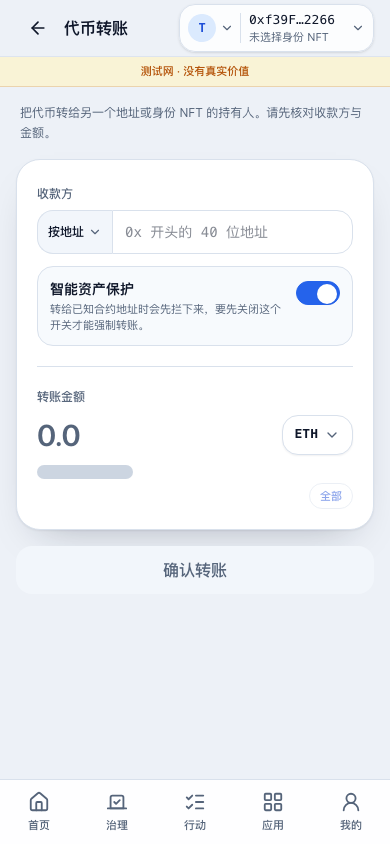 代币转账
T
0xf39F…2266
未选择身份 NFT
测试网 · 没有真实价值
把代币转给另一个地址或身份 NFT 的持有人。请先核对收款方与
金额。
收款方
按地址
0x 开头的 40 位地址
智能资产保护
转给已知合约地址时会先拦下来，要先关闭这个
开关才能强制转账。
转账金额
0.0
ETH
全部
确认转账
首页
治理
行动
应用
我的